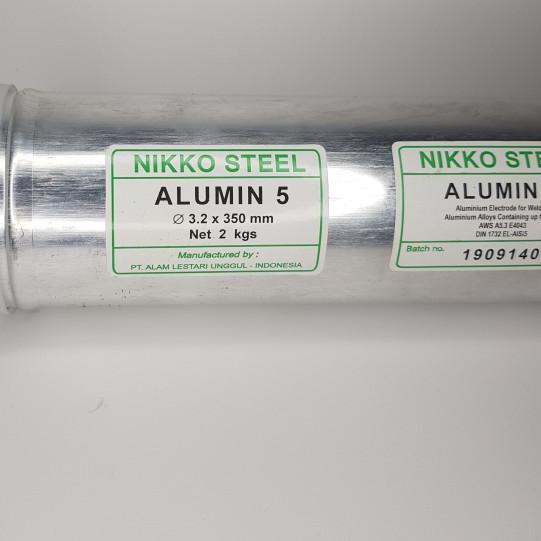 NIKKO STEEL
ALUMIN 5
Ø 3.2 x 350 mm
Net 2 kgs
Manufactured by :
PT. ALAM LESTARI UNGGUL - INDONESIA
NIKKO
ALUMIN
Aluminium Electrode for
Aluminium Alloys Containing up
AWS A5.3 E4043
DIN 1732 EL-AlSi5
Batch no.
1909140